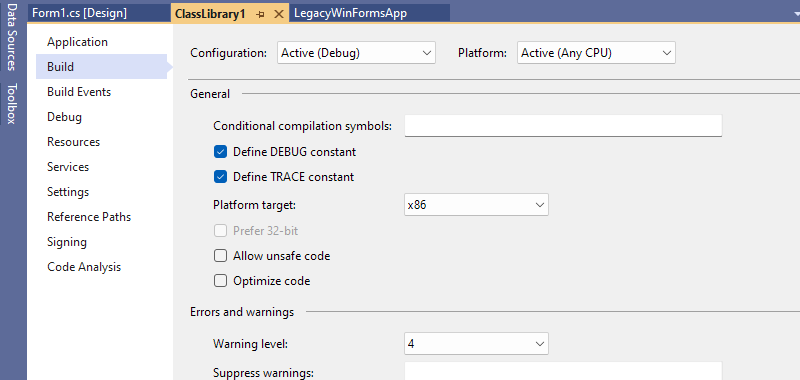 Form1.cs [Design] ClassLibrary1 LegacyWinFormsApp
Data Sources
Toolbox
Application
Build
Build Events
Debug
Resources
Services
Settings
Reference Paths
Signing
Code Analysis
Configuration: Active (Debug) Platform: Active (Any CPU)
General
Conditional compilation symbols:
Define DEBUG constant
Define TRACE constant
Platform target: x86
Prefer 32-bit
Allow unsafe code
Optimize code
Errors and warnings
Warning level: 4
Suppress warnings: